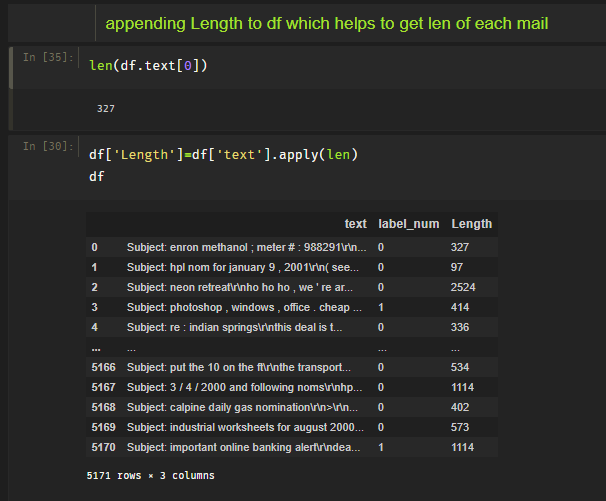 appending Length to df which helps to get len of each mail
In [35]:
len(df.text[0])
327
In [30]:
df['Length']=df['text'].apply(len)
df
text label_num Length
0 Subject: enron methanol ; meter # : 988291\r\n... 0 327
1 Subject: hpl nom for january 9 , 2001\r\n( see... 0 97
2 Subject: neon retreat\r\nho ho ho , we ' re ar... 0 2524
3 Subject: photoshop , windows , office . cheap ... 1 414
4 Subject: re : indian springs\r\nthis deal is t... 0 336
... ... ... ...
5166 Subject: put the 10 on the ft\r\nthe transport... 0 534
5167 Subject: 3 / 4 / 2000 and following noms\r\nhp... 0 1114
5168 Subject: calpine daily gas nomination\r\n>\r\n... 0 402
5169 Subject: industrial worksheets for august 2000... 0 573
5170 Subject: important online banking alert\r\ndea... 1 1114
5171 rows × 3 columns